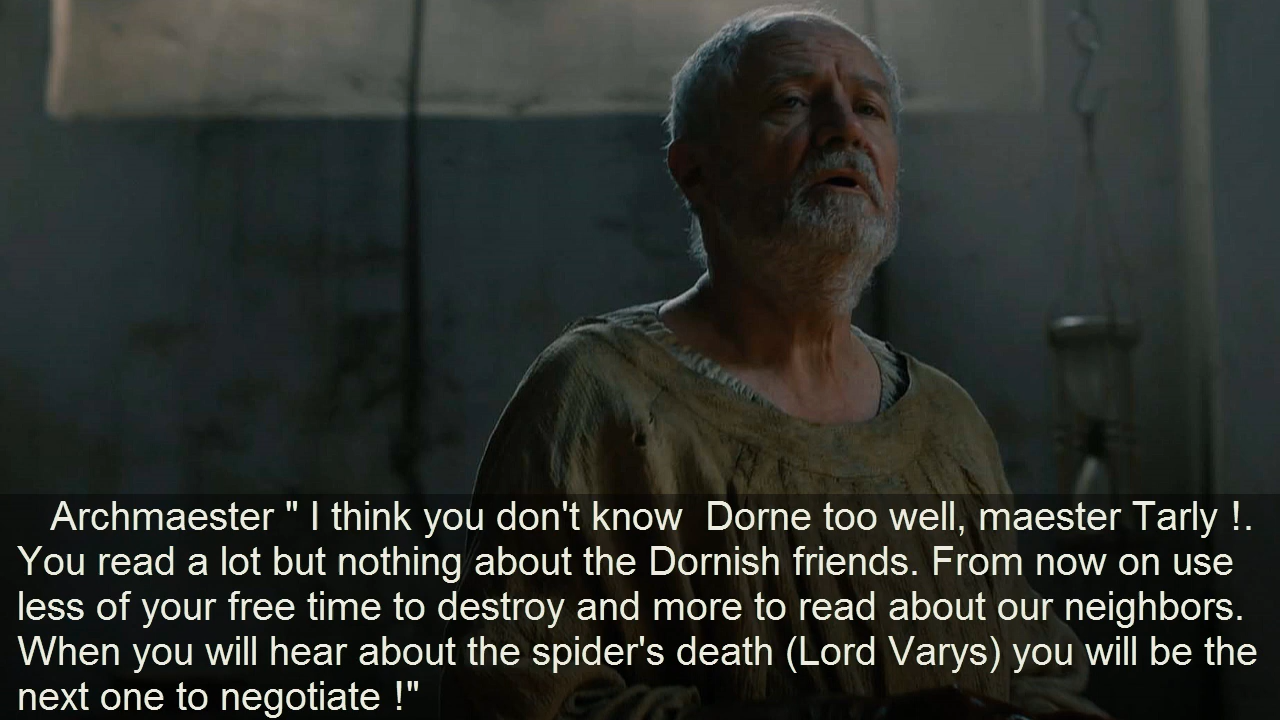 Archmaester " I think you don't know  Dorne too well, maester Tarly !.
You read a lot but nothing about the Dornish friends. From now on use
less of your free time to destroy and more to read about our neighbors.
When you will hear about the spider's death (Lord Varys) you will be the
next one to negotiate !"